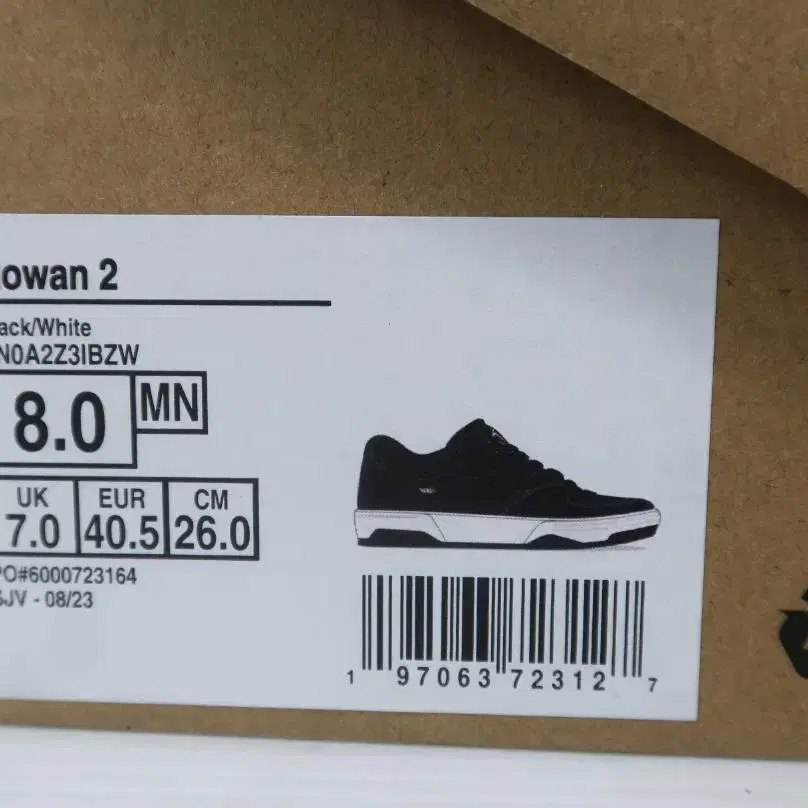 owan 2
ack/White
N0A2Z3IBZW
8.0
MN
UK
7.0
EUR
40.5
CM
26.0
PO#6000723164
SJV - 08/23
1 97063 72312 7